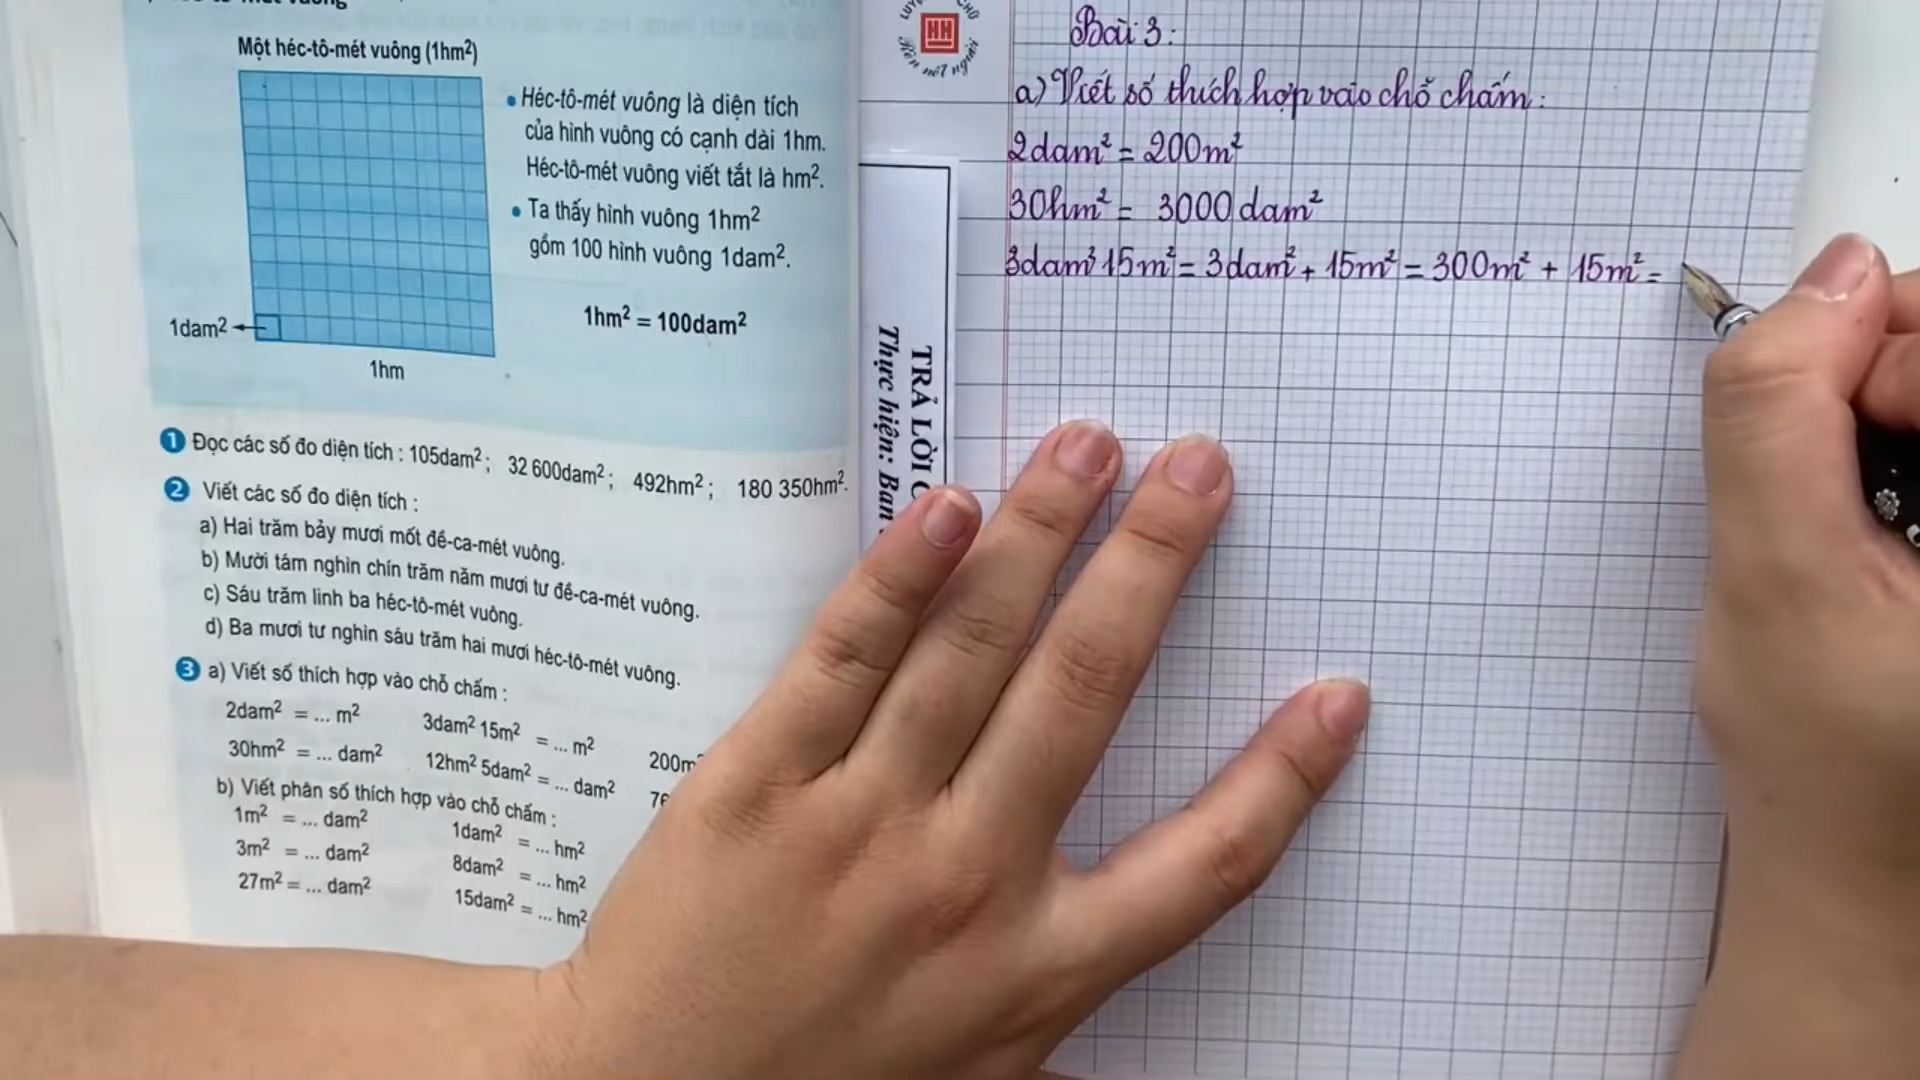 Một héc-tô-mét vuông (1hm²)
• Héc-tô-mét vuông là diện tích
của hình vuông có cạnh dài 1hm.
Héc-tô-mét vuông viết tắt là hm².
• Ta thấy hình vuông 1hm²
gồm 100 hình vuông 1dam².
1hm² = 100dam²
1dam²
1hm
1 Đọc các số đo diện tích : 105dam² ; 32 600dam² ; 492hm² ; 180 350hm².
2 Viết các số đo diện tích :
a) Hai trăm bảy mươi mốt đề-ca-mét vuông.
b) Mười tám nghìn chín trăm năm mươi tư đề-ca-mét vuông.
c) Sáu trăm linh ba héc-tô-mét vuông.
d) Ba mươi tư nghìn sáu trăm hai mươi héc-tô-mét vuông.
3 a) Viết số thích hợp vào chỗ chấm :
2dam² = ... m² 3dam² 15m² = ... m² 200m²
30hm² = ... dam² 12hm² 5dam² = ... dam² 76
b) Viết phân số thích hợp vào chỗ chấm :
1m² = ... dam² 1dam² = ... hm²
3m² = ... dam² 8dam² = ... hm²
27m² = ... dam² 15dam² = ... hm²
HH
Rèn nết người
TRẢ LỜI
Thực hiện: Ban
Bài 3:
a) Viết số thích hợp vào chỗ chấm:
2dam² = 200m²
30hm² = 3000 dam²
3dam² 15m² = 3dam² + 15m² = 300m² + 15m² =